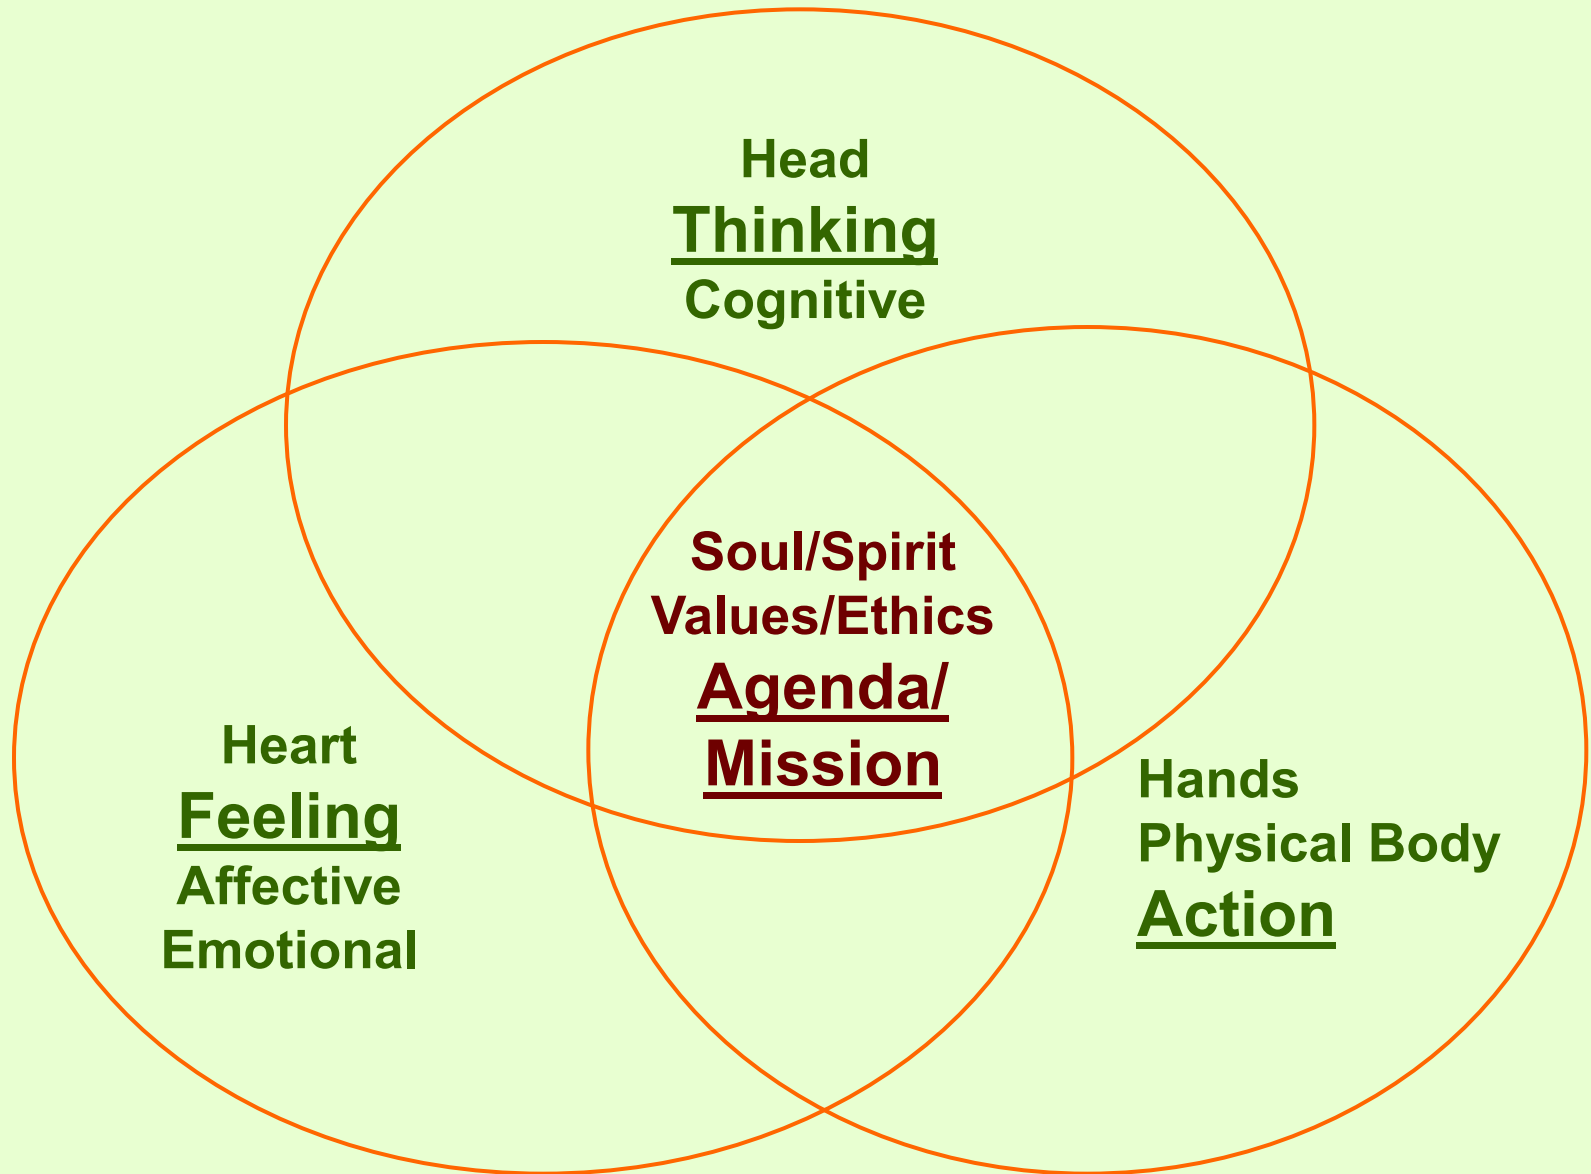 Head
Thinking
Cognitive
Soul/Spirit
Values/Ethics
Agenda/
Mission
Heart
Feeling
Affective
Emotional
Hands
Physical Body
Action